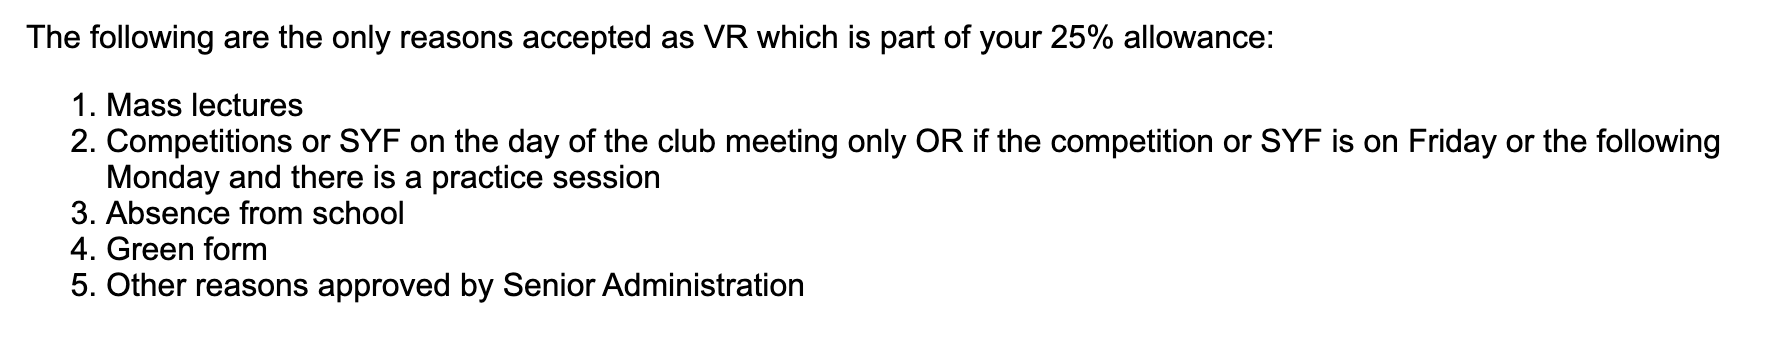 The following are the only reasons accepted as VR which is part of your 25% allowance:
1. Mass lectures
2. Competitions or SYF on the day of the club meeting only OR if the competition or SYF is on Friday or the following
Monday and there is a practice session
3. Absence from school
4. Green form
5. Other reasons approved by Senior Administration